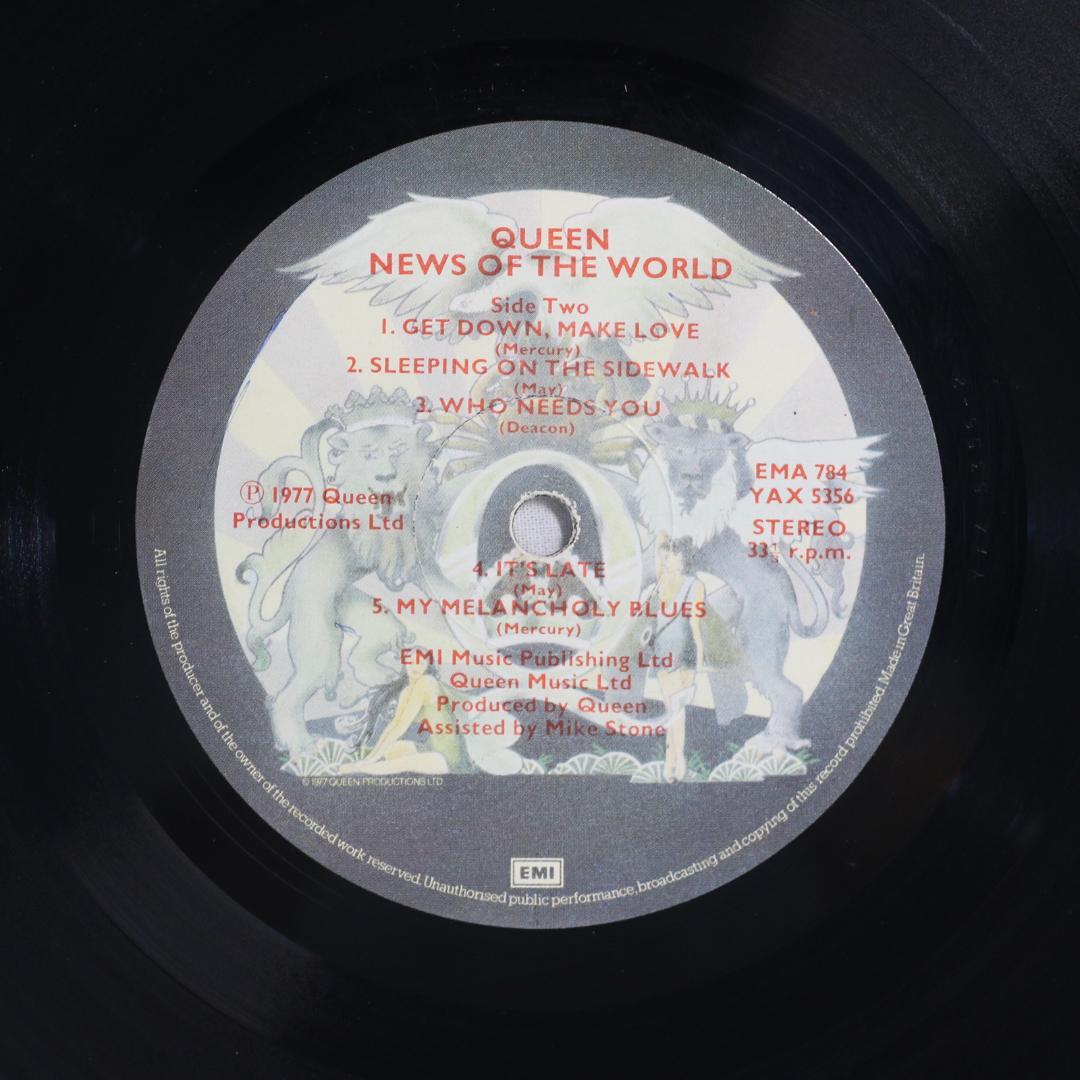 QUEEN
NEWS OF THE WORLD
Side Two
1. GET DOWN, MAKE LOVE
(Mercury)
2. SLEEPING ON THE SIDEWALK
(May)
3. WHO NEEDS YOU
(Deacon)
Ⓟ 1977 Queen
Productions Ltd
EMA 784
YAX 5356
STEREO
33⅓ r.p.m.
4. IT'S LATE
(May)
5. MY MELANCHOLY BLUES
(Mercury)
EMI Music Publishing Ltd
Queen Music Ltd
Produced by Queen
Assisted by Mike Stone
© 1977 QUEEN PRODUCTIONS LTD
EMI
All rights of the producer and of the owner of the recorded work reserved. Unauthorised public performance, broadcasting and copying of this record prohibited. Made in Great Britain.